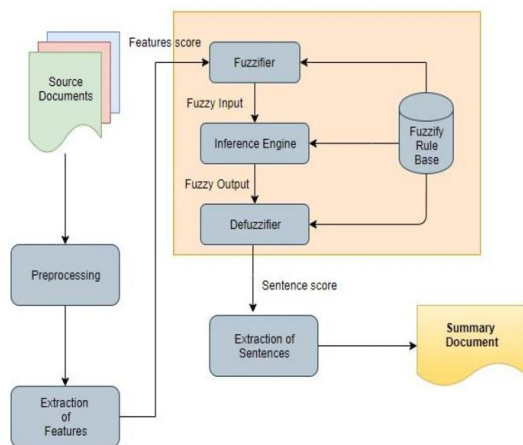 Source
Documents
Preprocessing
Extraction
of
Features
Features score
Fuzzifier
Fuzzy Input
Inference Engine
Fuzzy Output
Defuzzifier
Fuzzify
Rule
Base
Sentence score
Extraction of
Sentences
Summary
Document